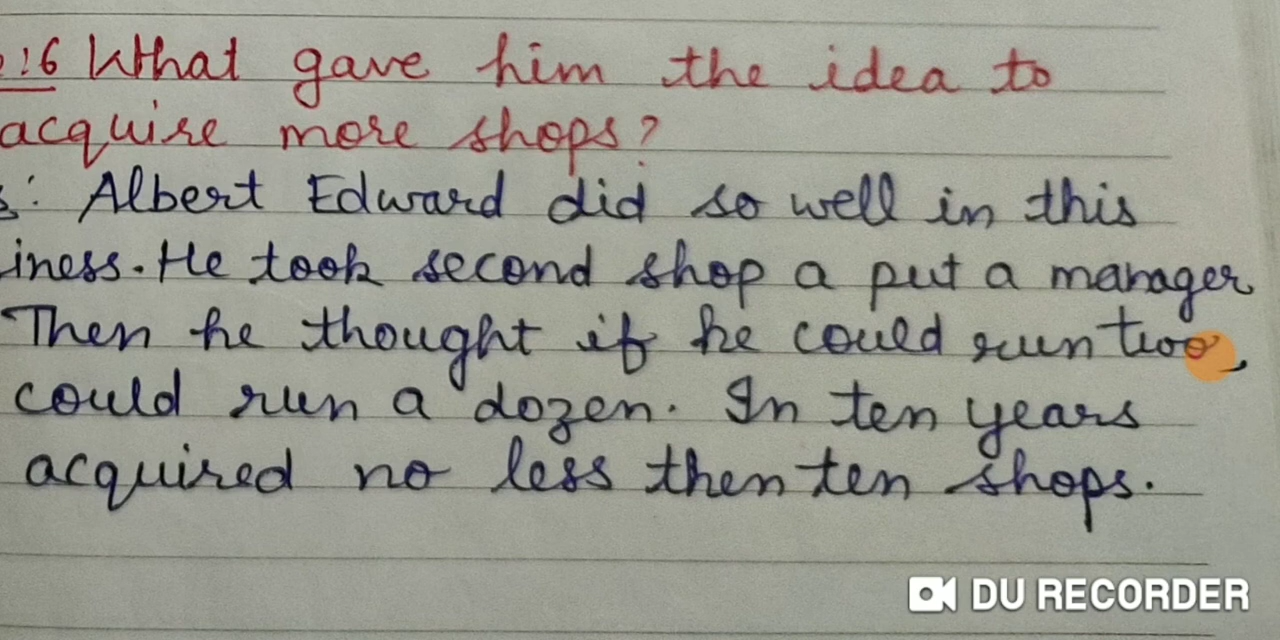 :6 What gave him the idea to
acquire more shops?
s: Albert Edward did so well in this
iness. He took second shop a put a manager
Then he thought if he could run two,
could run a dozen. In ten years
acquired no less then ten shops.
DU RECORDER